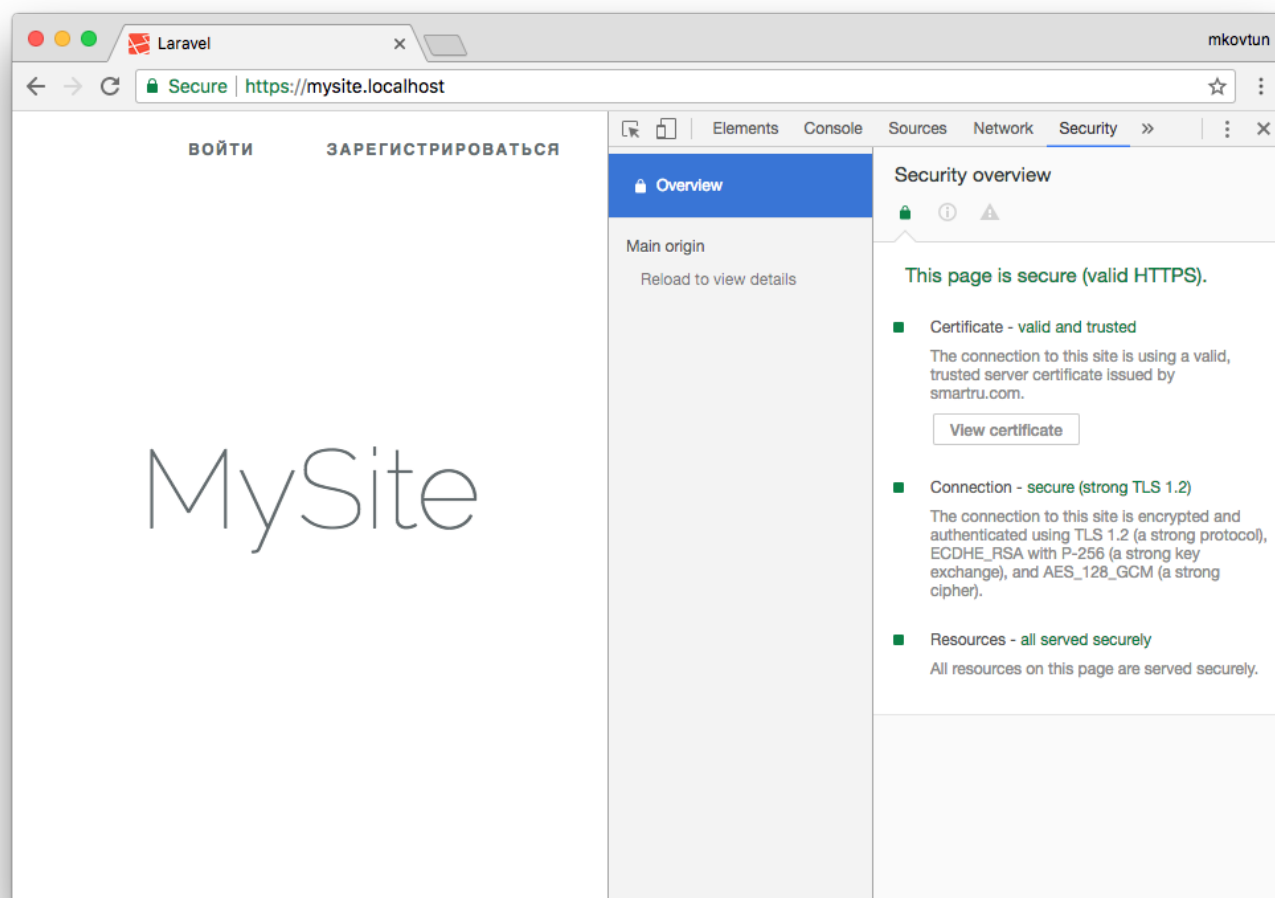 Laravel
mkovtun
Secure https://mysite.localhost
ВОЙТИ ЗАРЕГИСТРИРОВАТЬСЯ
MySite
Elements Console Sources Network Security »
Overview
Main origin
Reload to view details
Security overview
This page is secure (valid HTTPS).
Certificate - valid and trusted
The connection to this site is using a valid,
trusted server certificate issued by
smartru.com.
View certificate
Connection - secure (strong TLS 1.2)
The connection to this site is encrypted and
authenticated using TLS 1.2 (a strong protocol),
ECDHE_RSA with P-256 (a strong key
exchange), and AES_128_GCM (a strong
cipher).
Resources - all served securely
All resources on this page are served securely.